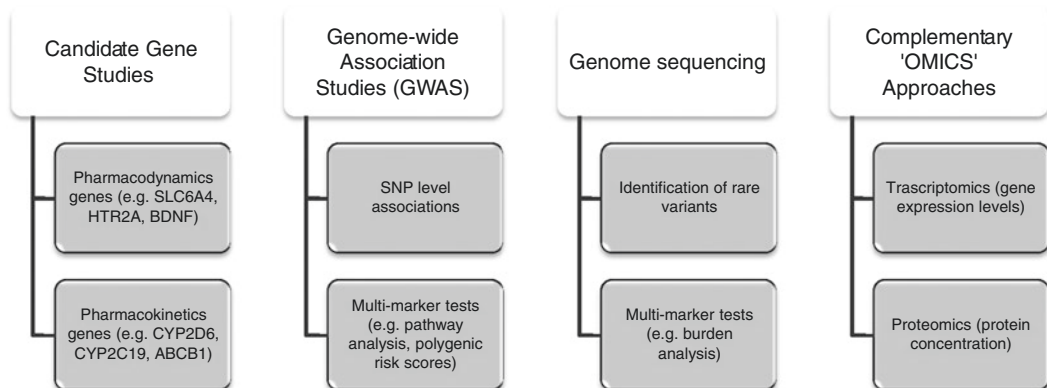 Candidate Gene
Studies
Pharmacodynamics
genes (e.g. SLC6A4,
HTR2A, BDNF)
Pharmacokinetics
genes (e.g. CYP2D6,
CYP2C19, ABCB1)
Genome-wide
Association
Studies (GWAS)
SNP level
associations
Multi-marker tests
(e.g. pathway
analysis, polygenic
risk scores)
Genome sequencing
Identification of rare
variants
Multi-marker tests
(e.g. burden
analysis)
Complementary
'OMICS'
Approaches
Trascriptomics (gene
expression levels)
Proteomics (protein
concentration)